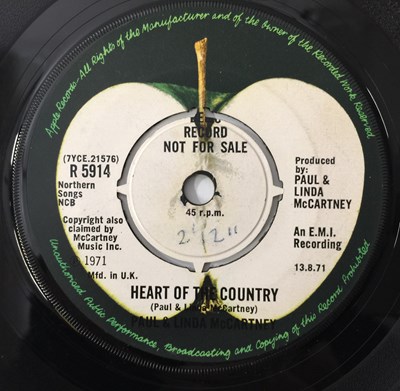 Apple Records - All Rights of the Manufacturer and of the Owner of the Recorded Work Reserved
RECORD
NOT FOR SALE
(7YCE.21576)
R 5914
Northern
Songs
NCB
Copyright also
claimed by
McCartney
Music Inc.
1971
Mfd. in U.K.
45 r.p.m.
2'12"
Produced
by:
PAUL &
LINDA
McCARTNEY
An E.M.I.
Recording
13.8.71
HEART OF THE COUNTRY
(Paul & Linda McCartney)
PAUL & LINDA McCARTNEY
Unauthorised Public Performance, Broadcasting and Copying of this Record Prohibited